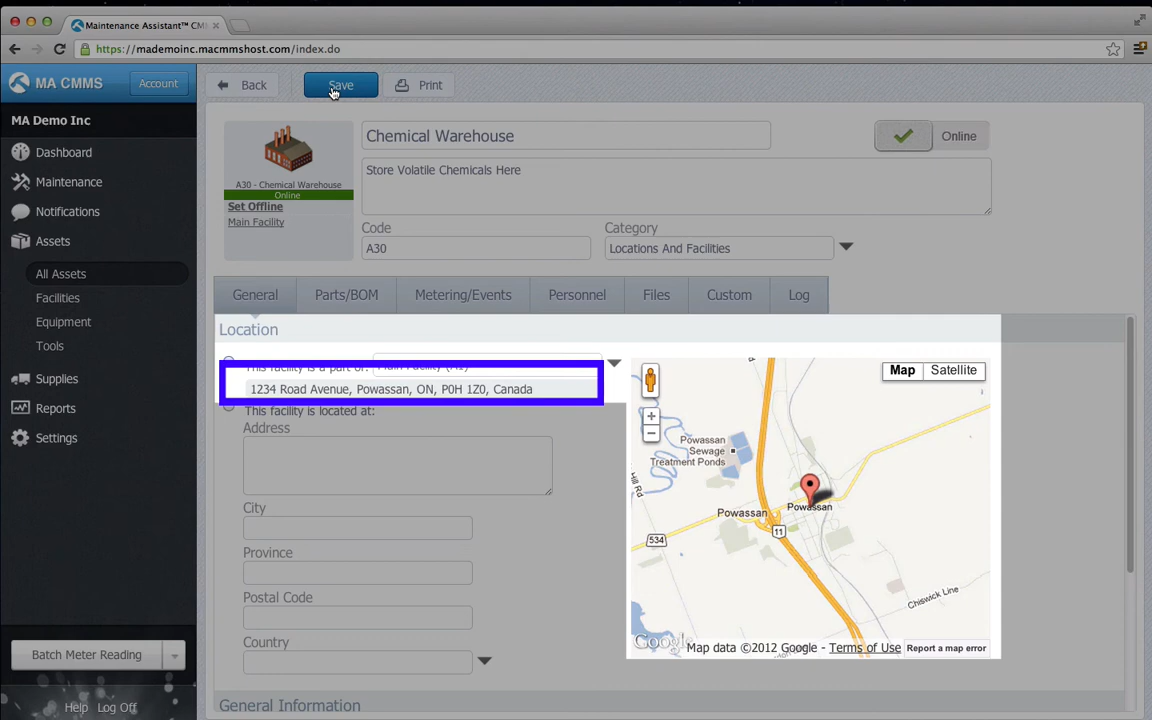 Maintenance Assistant™ CM
https://mademoinc.macmmshost.com/index.do
MA CMMS
Account
Back
Save
Print
MA Demo Inc
Dashboard
Maintenance
Notifications
Assets
All Assets
Facilities
Equipment
Tools
Supplies
Reports
Settings
Batch Meter Reading
Help Log Off
A30 - Chemical Warehouse
Online
Set Offline
Main Facility
Chemical Warehouse
Online
Store Volatile Chemicals Here
Code
A30
Category
Locations And Facilities
General
Parts/BOM
Metering/Events
Personnel
Files
Custom
Log
Location
This facility is a part of:
Main Facility (A1)
1234 Road Avenue, Powassan, ON, P0H 1Z0, Canada
This facility is located at:
Address
City
Province
Postal Code
Country
General Information
Map
Satellite
Powassan
Sewage
Treatment Ponds
Hill Rd
Powassan
Powassan
11
534
Chiswick Line
Google
Map data ©2012 Google - Terms of Use
Report a map error